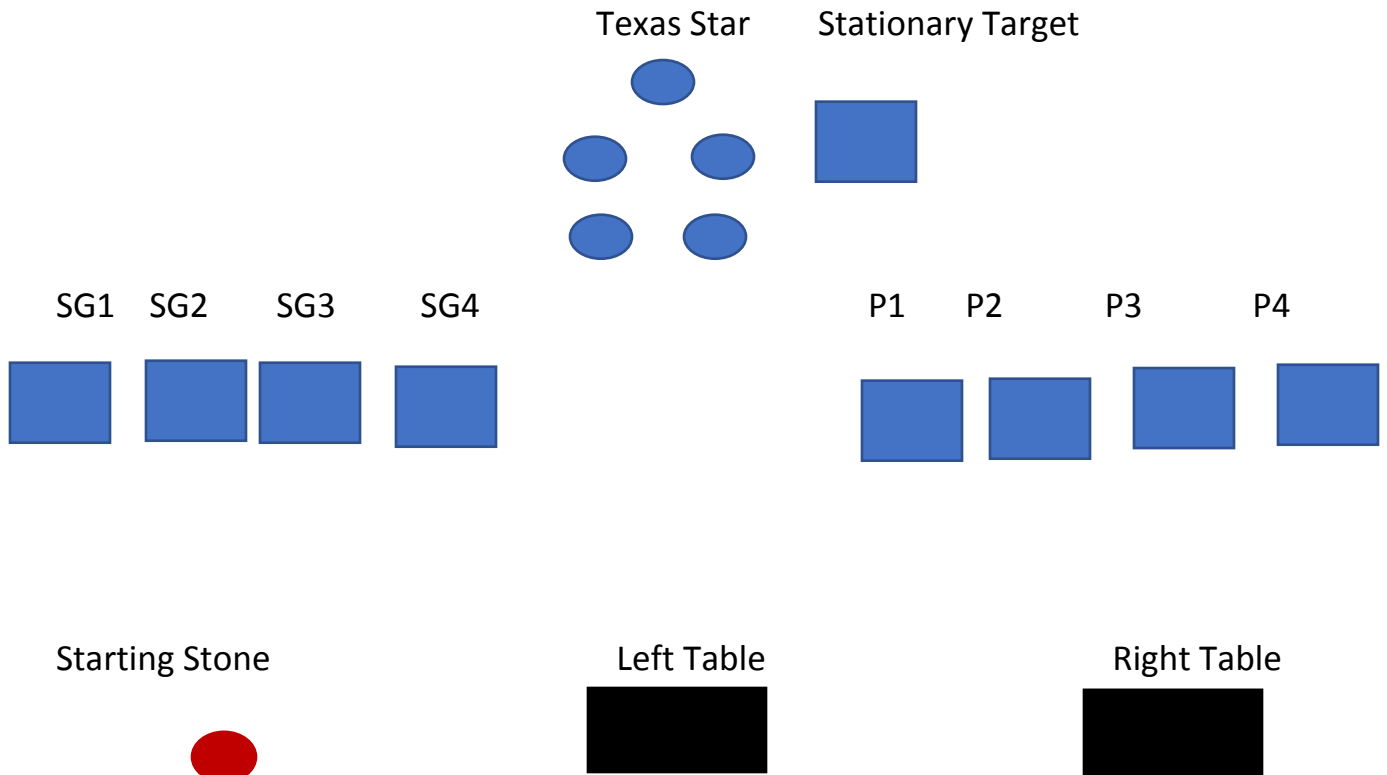 Texas Star Stationary Target
SG1 SG2 SG3 SG4 P1 P2 P3 P4
Starting Stone Left Table Right Table